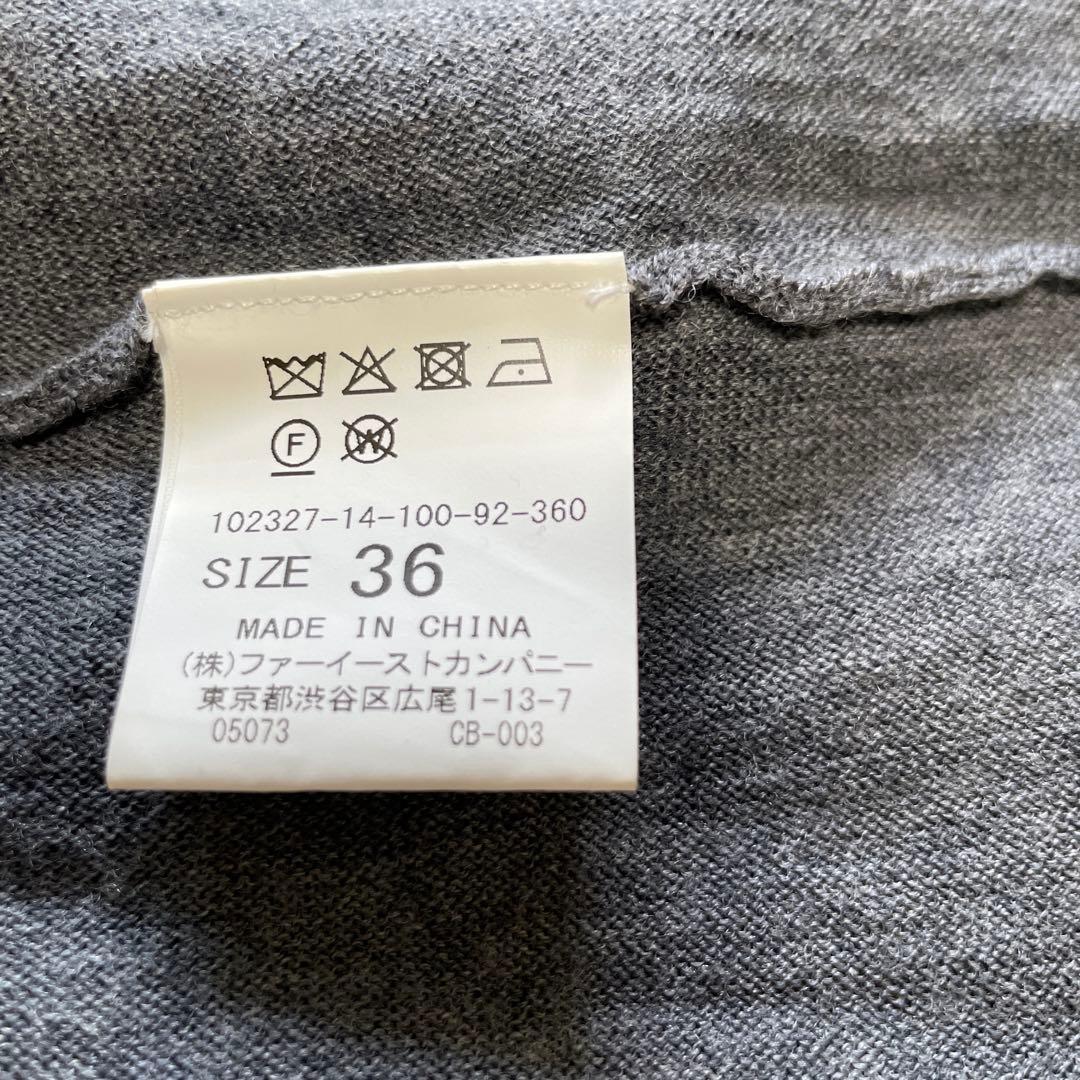 F W
102327-14-100-92-360
SIZE 36
MADE IN CHINA
(株)ファーイーストカンパニー
東京都渋谷区広尾1-13-7
05073 CB-003